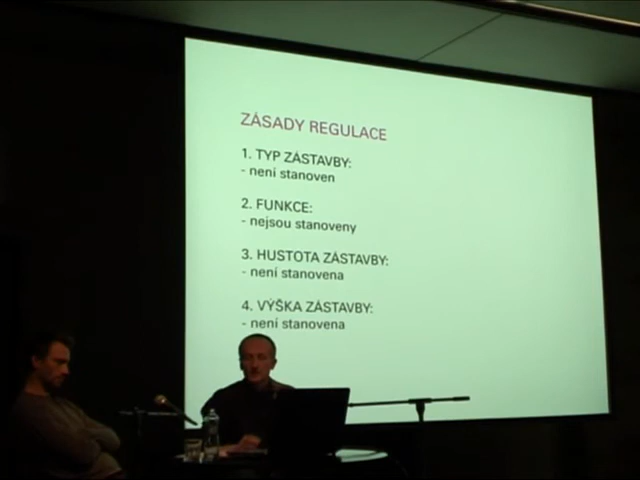 ZÁSADY REGULACE
1. TYP ZÁSTAVBY:
- není stanoven
2. FUNKCE:
- nejsou stanoveny
3. HUSTOTA ZÁSTAVBY:
- není stanovena
4. VÝŠKA ZÁSTAVBY:
- není stanovena